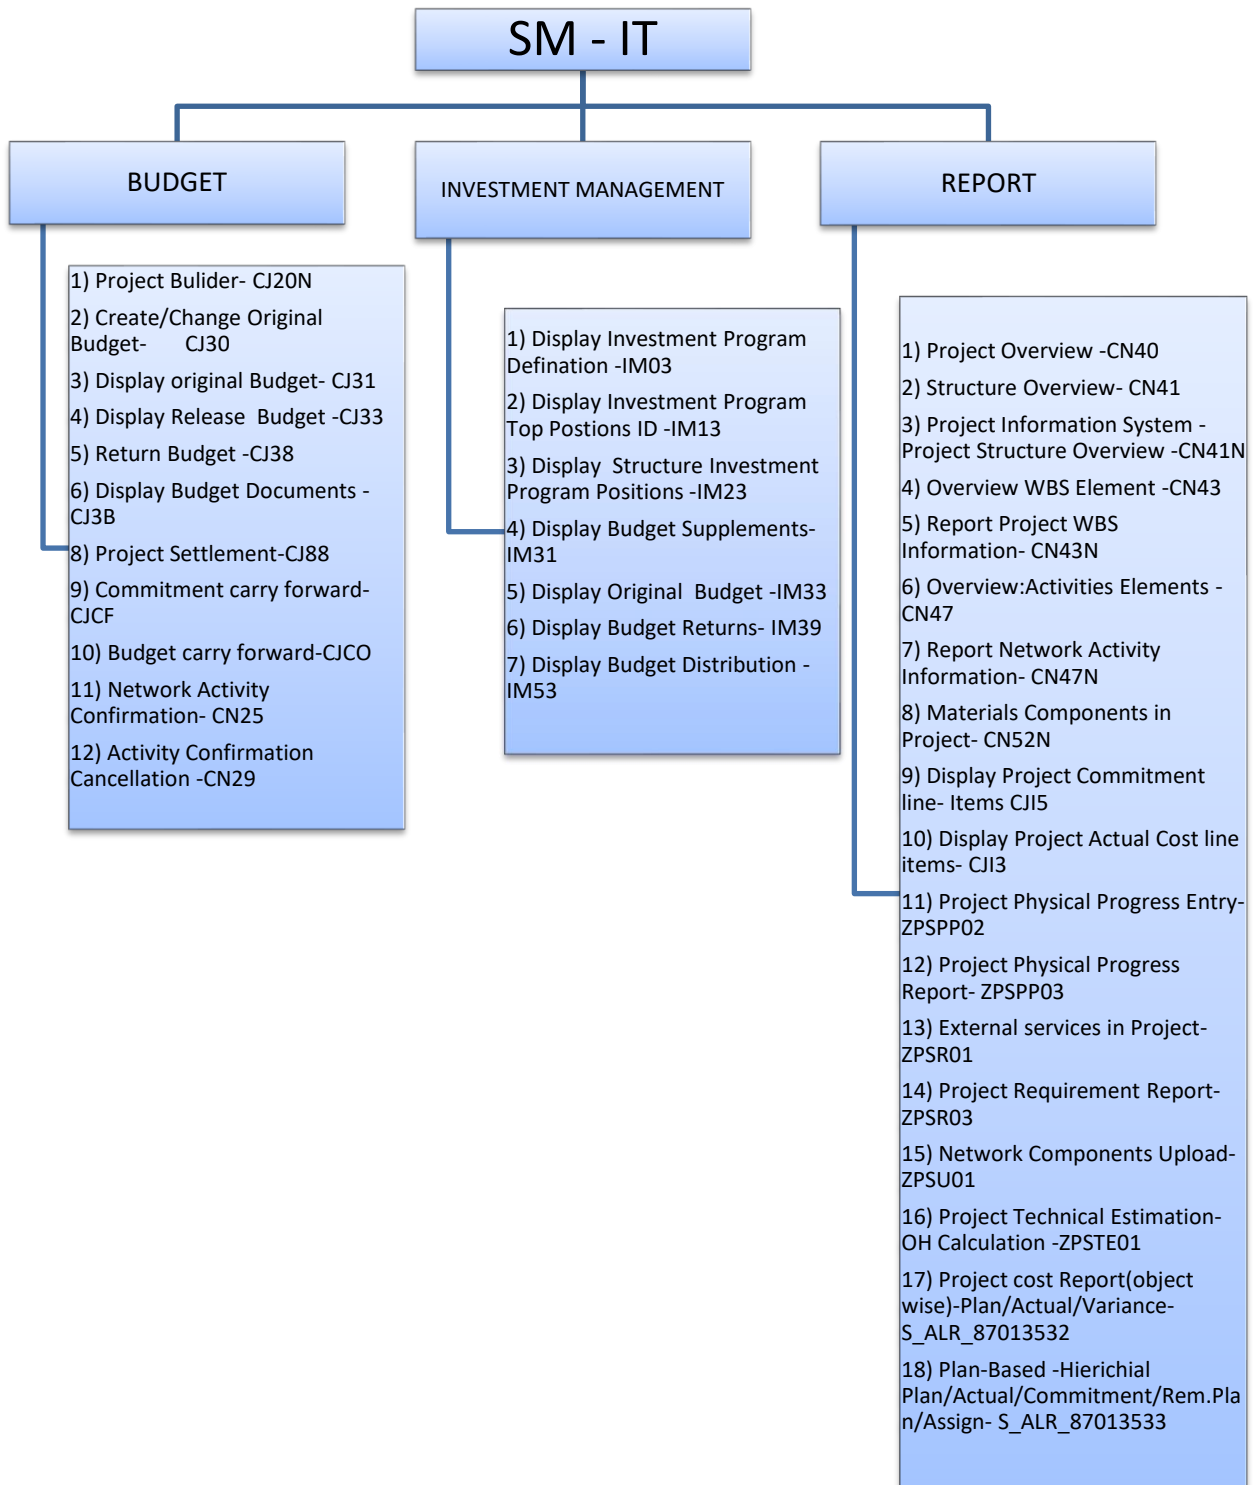 SM - IT
BUDGET
INVESTMENT MANAGEMENT
REPORT
1) Project Bulider- CJ20N
2) Create/Change Original
Budget- CJ30
3) Display original Budget- CJ31
4) Display Release Budget -CJ33
5) Return Budget -CJ38
6) Display Budget Documents -
CJ3B
8) Project Settlement-CJ88
9) Commitment carry forward-
CJCF
10) Budget carry forward-CJCO
11) Network Activity
Confirmation- CN25
12) Activity Confirmation
Cancellation -CN29
1) Display Investment Program
Defination -IM03
2) Display Investment Program
Top Postions ID -IM13
3) Display Structure Investment
Program Positions -IM23
4) Display Budget Supplements-
IM31
5) Display Original Budget -IM33
6) Display Budget Returns- IM39
7) Display Budget Distribution -
IM53
1) Project Overview -CN40
2) Structure Overview- CN41
3) Project Information System -
Project Structure Overview -CN41N
4) Overview WBS Element -CN43
5) Report Project WBS
Information- CN43N
6) Overview:Activities Elements -
CN47
7) Report Network Activity
Information- CN47N
8) Materials Components in
Project- CN52N
9) Display Project Commitment
line- Items CJI5
10) Display Project Actual Cost line
items- CJI3
11) Project Physical Progress Entry-
ZPSPP02
12) Project Physical Progress
Report- ZPSPP03
13) External services in Project-
ZPSR01
14) Project Requirement Report-
ZPSR03
15) Network Components Upload-
ZPSU01
16) Project Technical Estimation-
OH Calculation -ZPSTE01
17) Project cost Report(object
wise)-Plan/Actual/Variance-
S_ALR_87013532
18) Plan-Based -Hierichial
Plan/Actual/Commitment/Rem.Pla
n/Assign- S_ALR_87013533